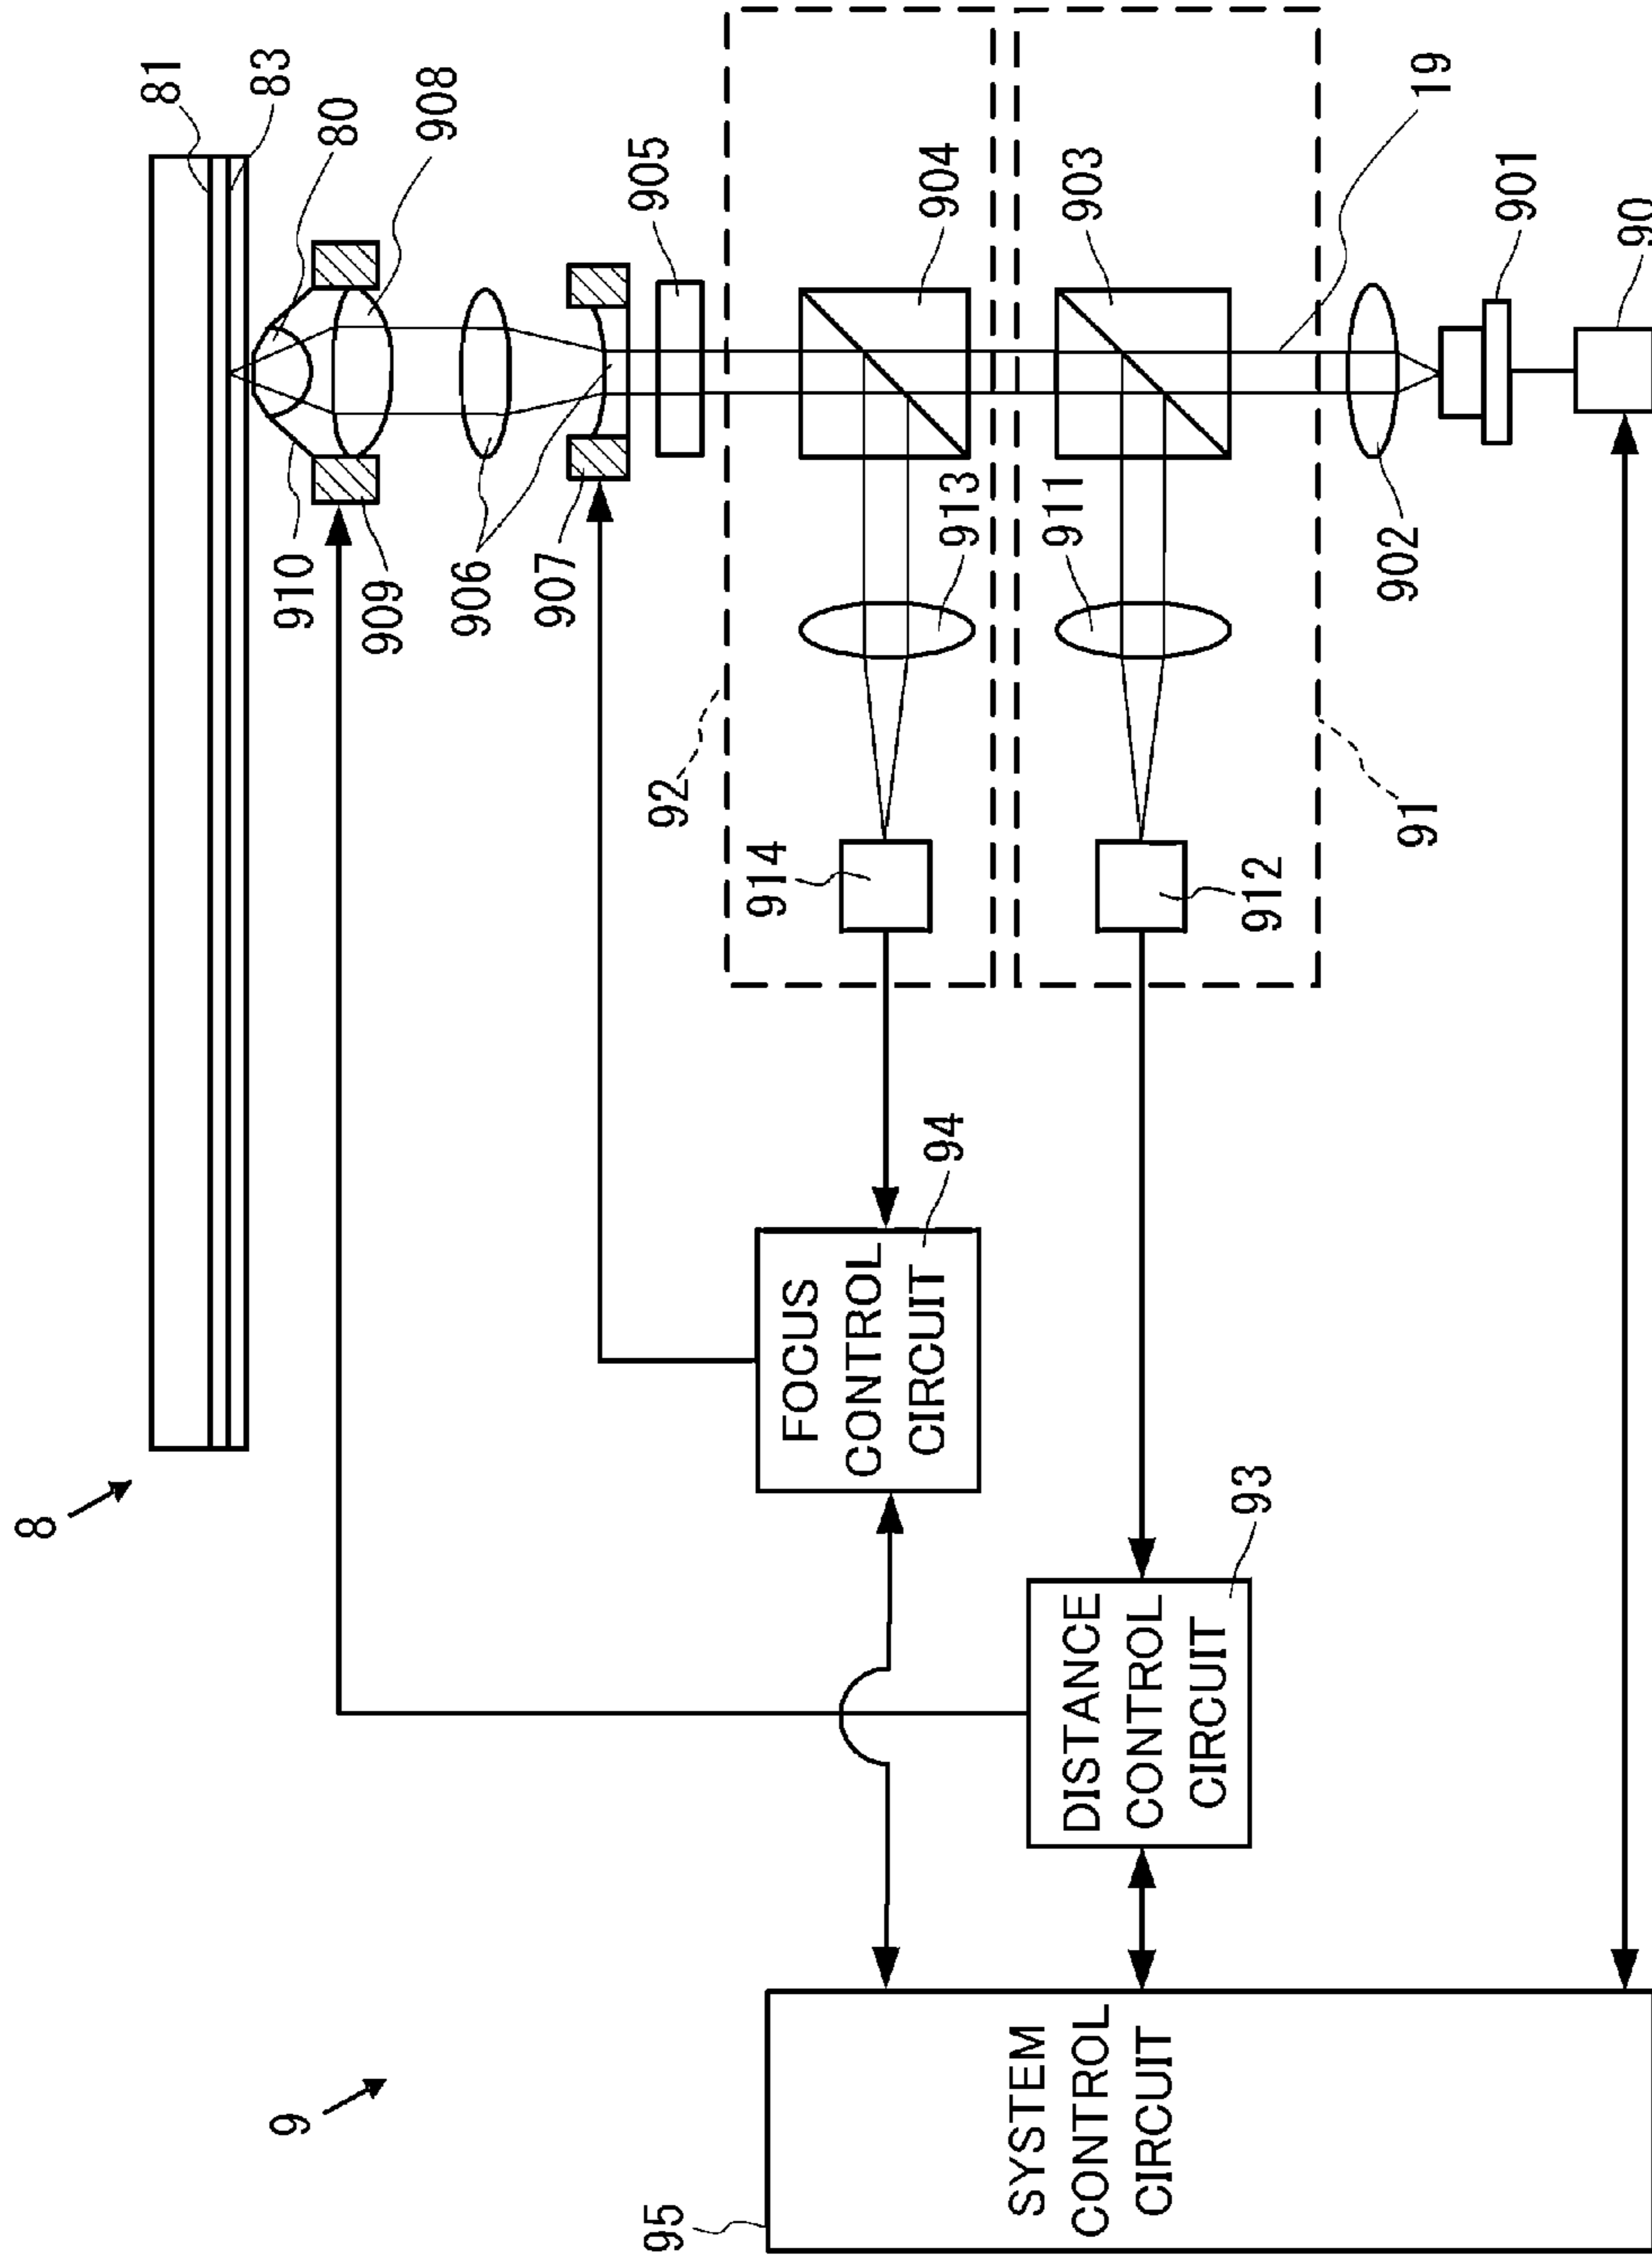 8
81
83
80
908
910
909
906
907
905
92
904
913
914
903
911
912
19
91
902
901
90
FOCUS
CONTROL
CIRCUIT
94
DISTANCE
CONTROL
CIRCUIT
93
9
SYSTEM
CONTROL
CIRCUIT
95